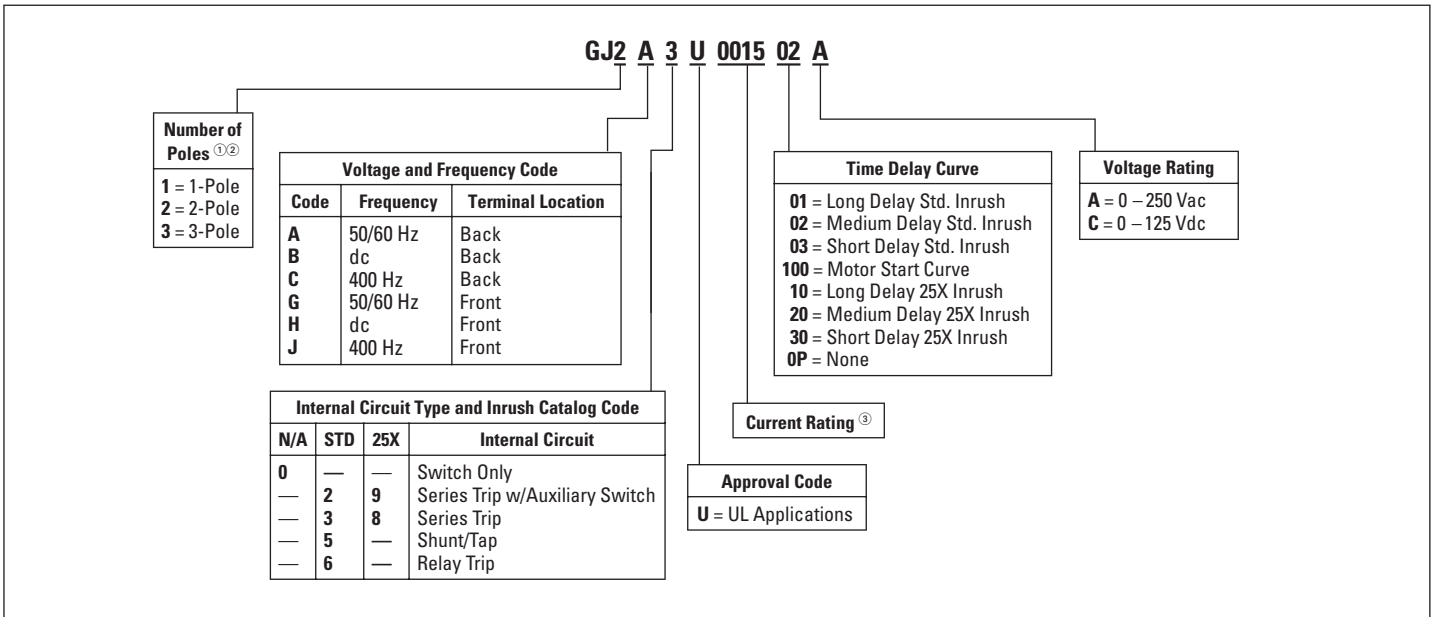 GJ2 A 3 U 0015 02 A
Number of
Poles ①②
1 = 1-Pole
2 = 2-Pole
3 = 3-Pole
Voltage and Frequency Code
Code Frequency Terminal Location
A 50/60 Hz Back
B dc Back
C 400 Hz Back
G 50/60 Hz Front
H dc Front
J 400 Hz Front
Internal Circuit Type and Inrush Catalog Code
N/A STD 25X Internal Circuit
0 — — Switch Only
— 2 9 Series Trip w/Auxiliary Switch
— 3 8 Series Trip
— 5 — Shunt/Tap
— 6 — Relay Trip
Approval Code
U = UL Applications
Current Rating ③
Time Delay Curve
01 = Long Delay Std. Inrush
02 = Medium Delay Std. Inrush
03 = Short Delay Std. Inrush
100 = Motor Start Curve
10 = Long Delay 25X Inrush
20 = Medium Delay 25X Inrush
30 = Short Delay 25X Inrush
0P = None
Voltage Rating
A = 0 – 250 Vac
C = 0 – 125 Vdc